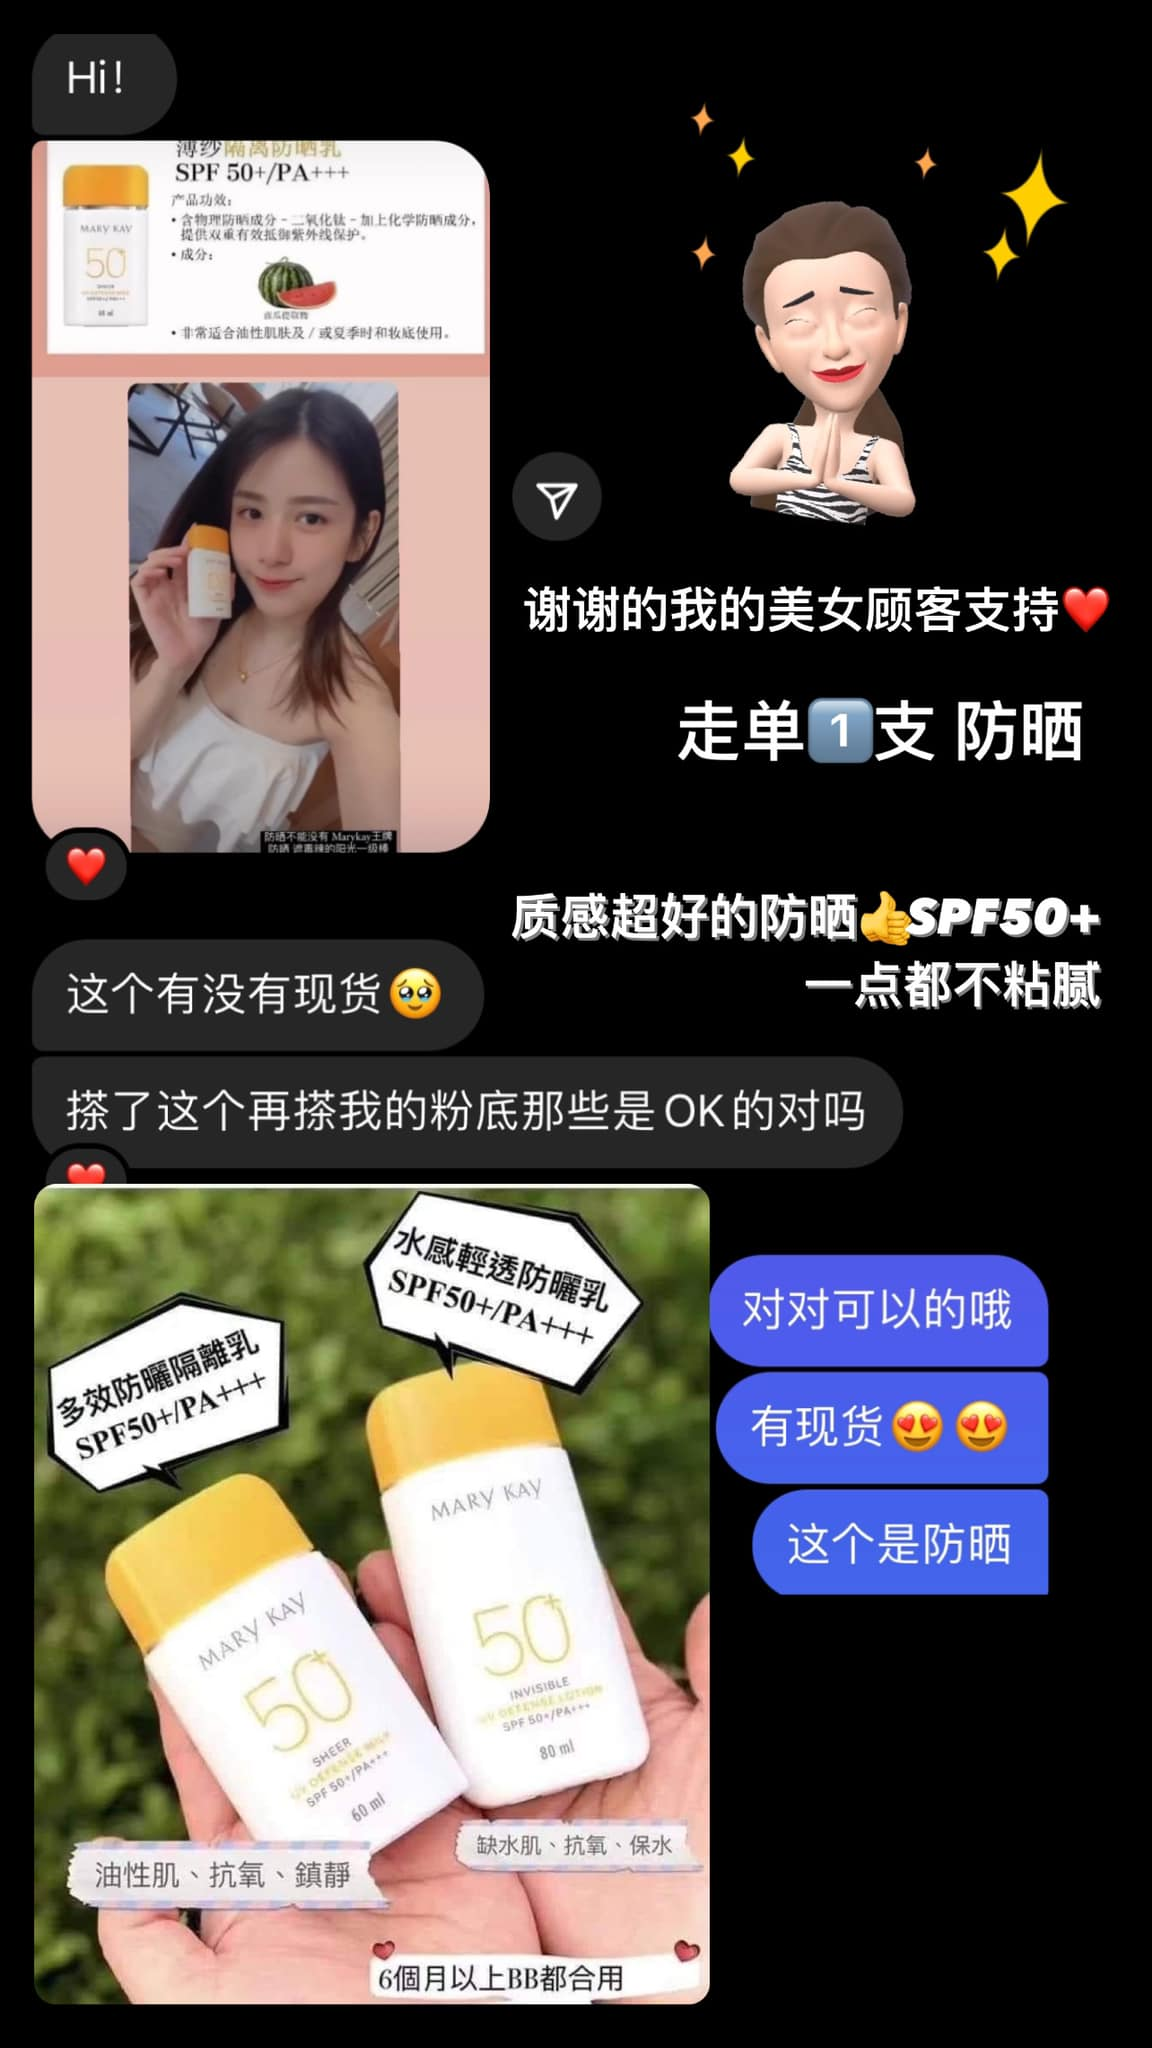 Hi!
薄纱隔离防晒乳
SPF 50+/PA+++
产品功效：
• 含物理防晒成分 - 二氧化钛 - 加上化学防晒成分，
提供双重有效抵御紫外线保护。
• 成分：
• 非常适合油性肌肤及 / 或夏季时和妆底使用。
MARY KAY
50
SHEER
UV DEFENSE MILK
SPF 50+/PA+++
60 ml
防晒不能没有 Marykay王牌
防晒 遮毒辣的阳光一级棒
谢谢的我的美女顾客支持❤️
走单1️⃣支 防晒
质感超好的防晒👍SPF50+
一点都不粘腻
这个有没有现货🥹
搽了这个再搽我的粉底那些是OK的对吗
水感輕透防曬乳
SPF50+/PA+++
多效防曬隔離乳
SPF50+/PA+++
对对可以的哦
有现货😍😍
这个是防晒
MARY KAY
50+
INVISIBLE
UV DEFENSE LOTION
SPF 50+/PA+++
80 ml
MARY KAY
50+
SHEER
UV DEFENSE MILK
SPF 50+/PA+++
60 ml
缺水肌、抗氧、保水
油性肌、抗氧、鎮靜
6個月以上BB都合用